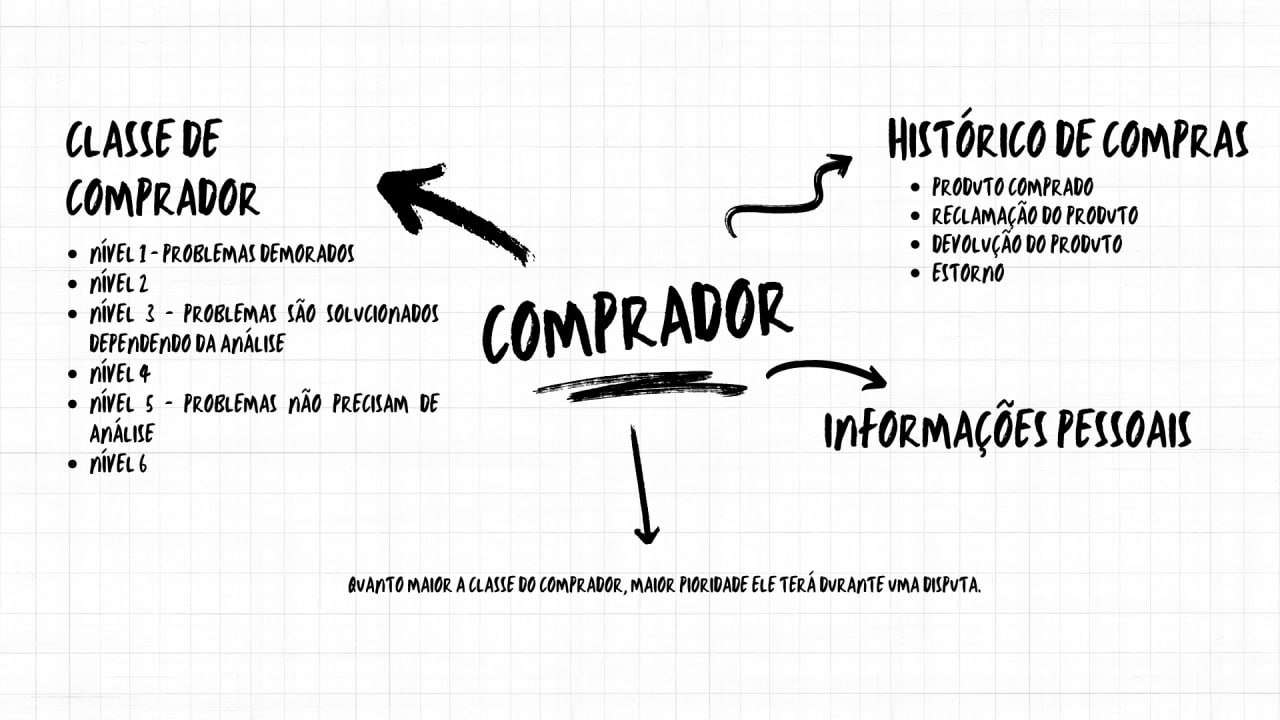 CLASSE DE
COMPRADOR
• NÍVEL 1 - PROBLEMAS DEMORADOS
• NÍVEL 2
• NÍVEL 3 - PROBLEMAS SÃO SOLUCIONADOS
DEPENDENDO DA ANÁLISE
• NÍVEL 4
• NÍVEL 5 - PROBLEMAS NÃO PRECISAM DE
ANÁLISE
• NÍVEL 6
HISTÓRICO DE COMPRAS
• PRODUTO COMPRADO
• RECLAMAÇÃO DO PRODUTO
• DEVOLUÇÃO DO PRODUTO
• ESTORNO
COMPRADOR
INFORMAÇÕES PESSOAIS
QUANTO MAIOR A CLASSE DO COMPRADOR, MAIOR PIORIDADE ELE TERÁ DURANTE UMA DISPUTA.